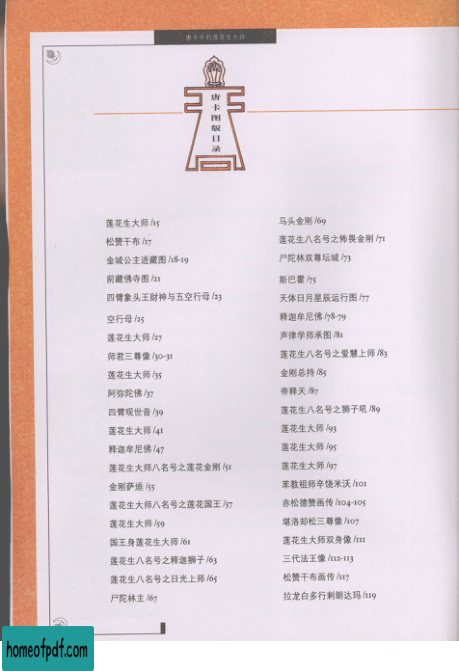 唐卡中的莲花生大师
唐卡图版目录
莲花生大师/15
松赞干布/17
金城公主进藏图/18-19
前藏佛寺图/21
四臂象头王财神与五空行母/23
空行母/25
莲花生大师/27
师君三尊像/30-31
莲花生大师/35
阿弥陀佛/37
四臂观世音/39
莲花生大师/41
释迦牟尼佛/47
莲花生大师八名号之莲花金刚/51
金刚萨埵/55
莲花生大师八名号之莲花国王/57
莲花生大师/59
国王身莲花生大师/61
莲花生八名号之释迦狮子/63
莲花生八名号之日光上师/65
尸陀林主/67
马头金刚/69
莲花生八名号之怖畏金刚/71
尸陀林双尊坛城/73
斯巴霍/75
天体日月星辰运行图/77
释迦牟尼佛/78-79
声律学师承图/81
莲花生八名号之爱慧上师/83
金刚总持/85
帝释天/87
莲花生八名号之狮子吼/89
莲花生大师/93
莲花生大师/95
莲花生大师/97
苯教祖师辛饶米沃/101
赤松德赞画传/104-105
堪洛却松三尊像/107
莲花生大师双身像/111
三代法王像/112-113
松赞干布画传/117
拉龙白多行刺朗达玛/119
homeofpdf.com